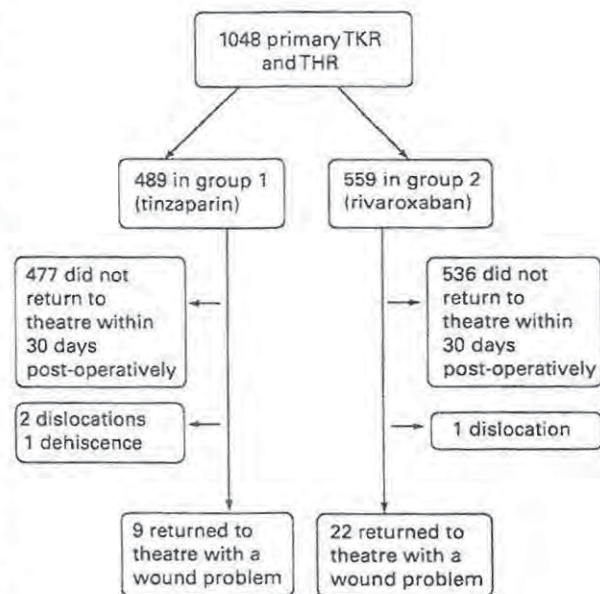 1048 primary TKR
and THR
489 in group 1
(tinzaparin)
559 in group 2
(rivaroxaban)
477 did not
return to
theatre within
30 days
post-operatively
536 did not
return to
theatre within
30 days
post-operatively
2 dislocations
1 dehiscence
1 dislocation
9 returned to
theatre with a
wound problem
22 returned to
theatre with a
wound problem